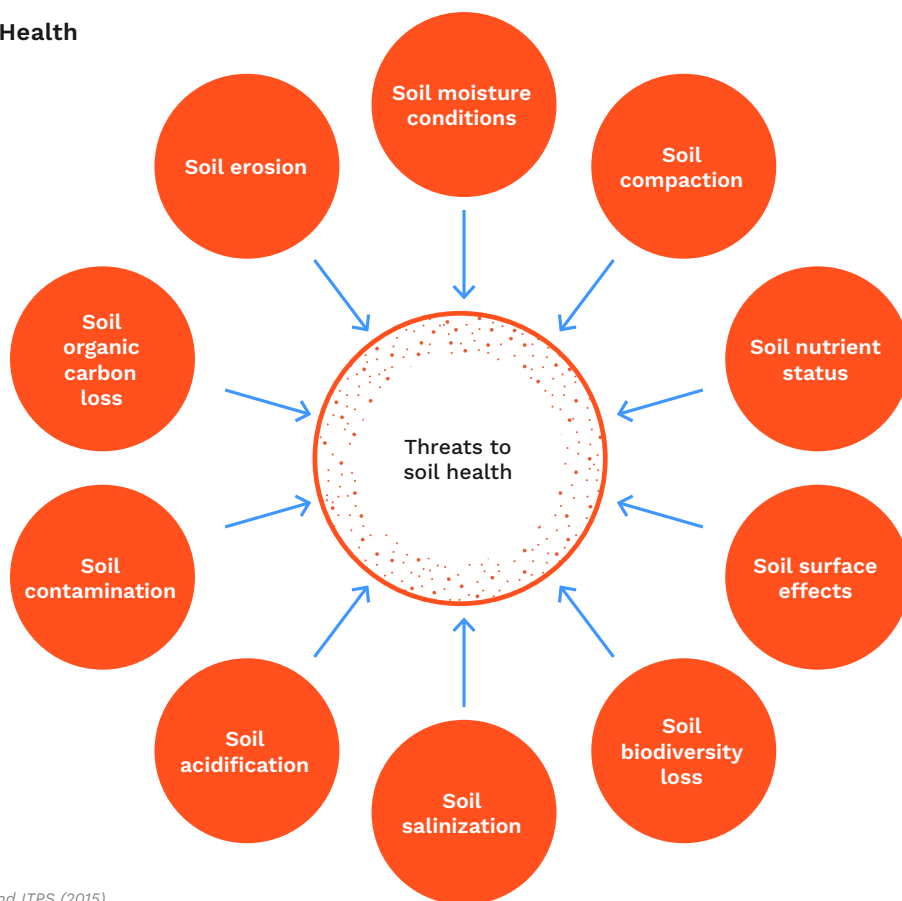 Health
Soil moisture
conditions
Soil
compaction
Soil erosion
Soil nutrient
status
Soil
organic
carbon
loss
Threats to
soil health
Soil surface
effects
Soil
contamination
Soil
biodiversity
loss
Soil
acidification
Soil
salinization
nd ITPS (2015)